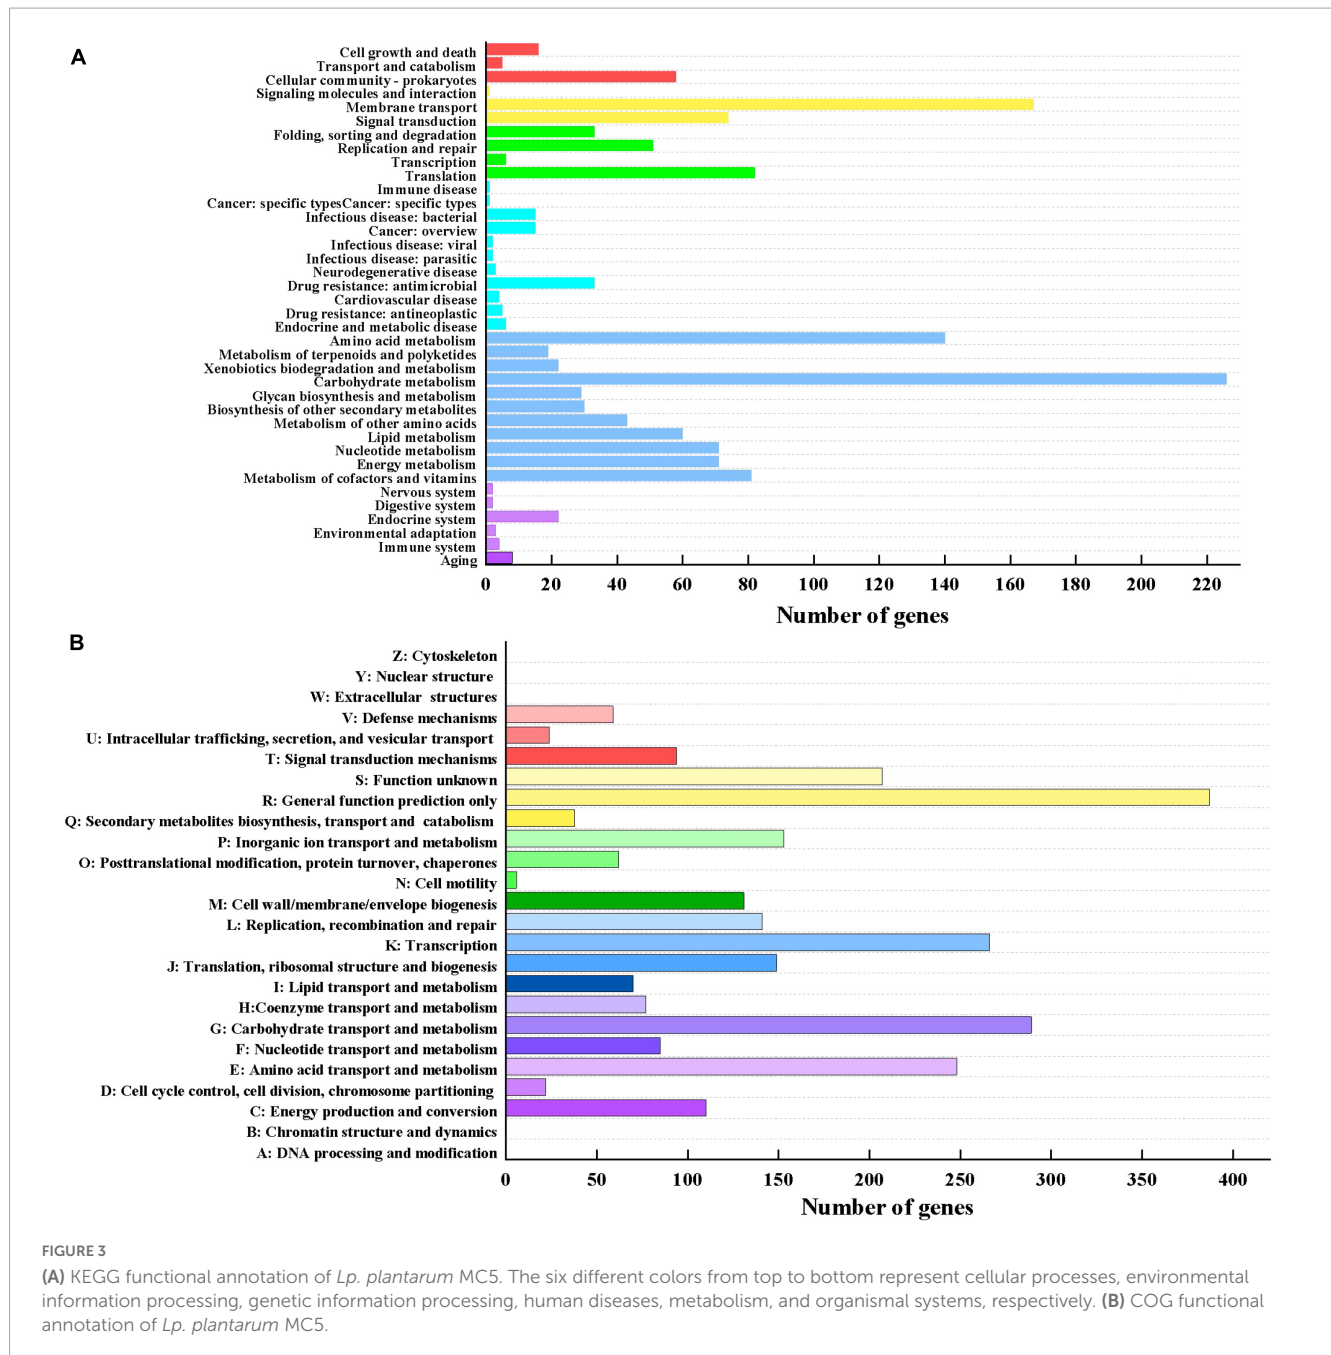 A
Cell growth and death
Transport and catabolism
Cellular community - prokaryotes
Signaling molecules and interaction
Membrane transport
Signal transduction
Folding, sorting and degradation
Replication and repair
Transcription
Translation
Immune disease
Cancer: specific typesCancer: specific types
Infectious disease: bacterial
Cancer: overview
Infectious disease: viral
Infectious disease: parasitic
Neurodegenerative disease
Drug resistance: antimicrobial
Cardiovascular disease
Drug resistance: antineoplastic
Endocrine and metabolic disease
Amino acid metabolism
Metabolism of terpenoids and polyketides
Xenobiotics biodegradation and metabolism
Carbohydrate metabolism
Glycan biosynthesis and metabolism
Biosynthesis of other secondary metabolites
Metabolism of other amino acids
Lipid metabolism
Nucleotide metabolism
Energy metabolism
Metabolism of cofactors and vitamins
Nervous system
Digestive system
Endocrine system
Environmental adaptation
Immune system
Aging
0 20 40 60 80 100 120 140 160 180 200 220
Number of genes
B
Z: Cytoskeleton
Y: Nuclear structure
W: Extracellular structures
V: Defense mechanisms
U: Intracellular trafficking, secretion, and vesicular transport
T: Signal transduction mechanisms
S: Function unknown
R: General function prediction only
Q: Secondary metabolites biosynthesis, transport and catabolism
P: Inorganic ion transport and metabolism
O: Posttranslational modification, protein turnover, chaperones
N: Cell motility
M: Cell wall/membrane/envelope biogenesis
L: Replication, recombination and repair
K: Transcription
J: Translation, ribosomal structure and biogenesis
I: Lipid transport and metabolism
H:Coenzyme transport and metabolism
G: Carbohydrate transport and metabolism
F: Nucleotide transport and metabolism
E: Amino acid transport and metabolism
D: Cell cycle control, cell division, chromosome partitioning
C: Energy production and conversion
B: Chromatin structure and dynamics
A: DNA processing and modification
0 50 100 150 200 250 300 350 400
Number of genes
FIGURE 3
(A) KEGG functional annotation of Lp. plantarum MC5. The six different colors from top to bottom represent cellular processes, environmental
information processing, genetic information processing, human diseases, metabolism, and organismal systems, respectively. (B) COG functional
annotation of Lp. plantarum MC5.